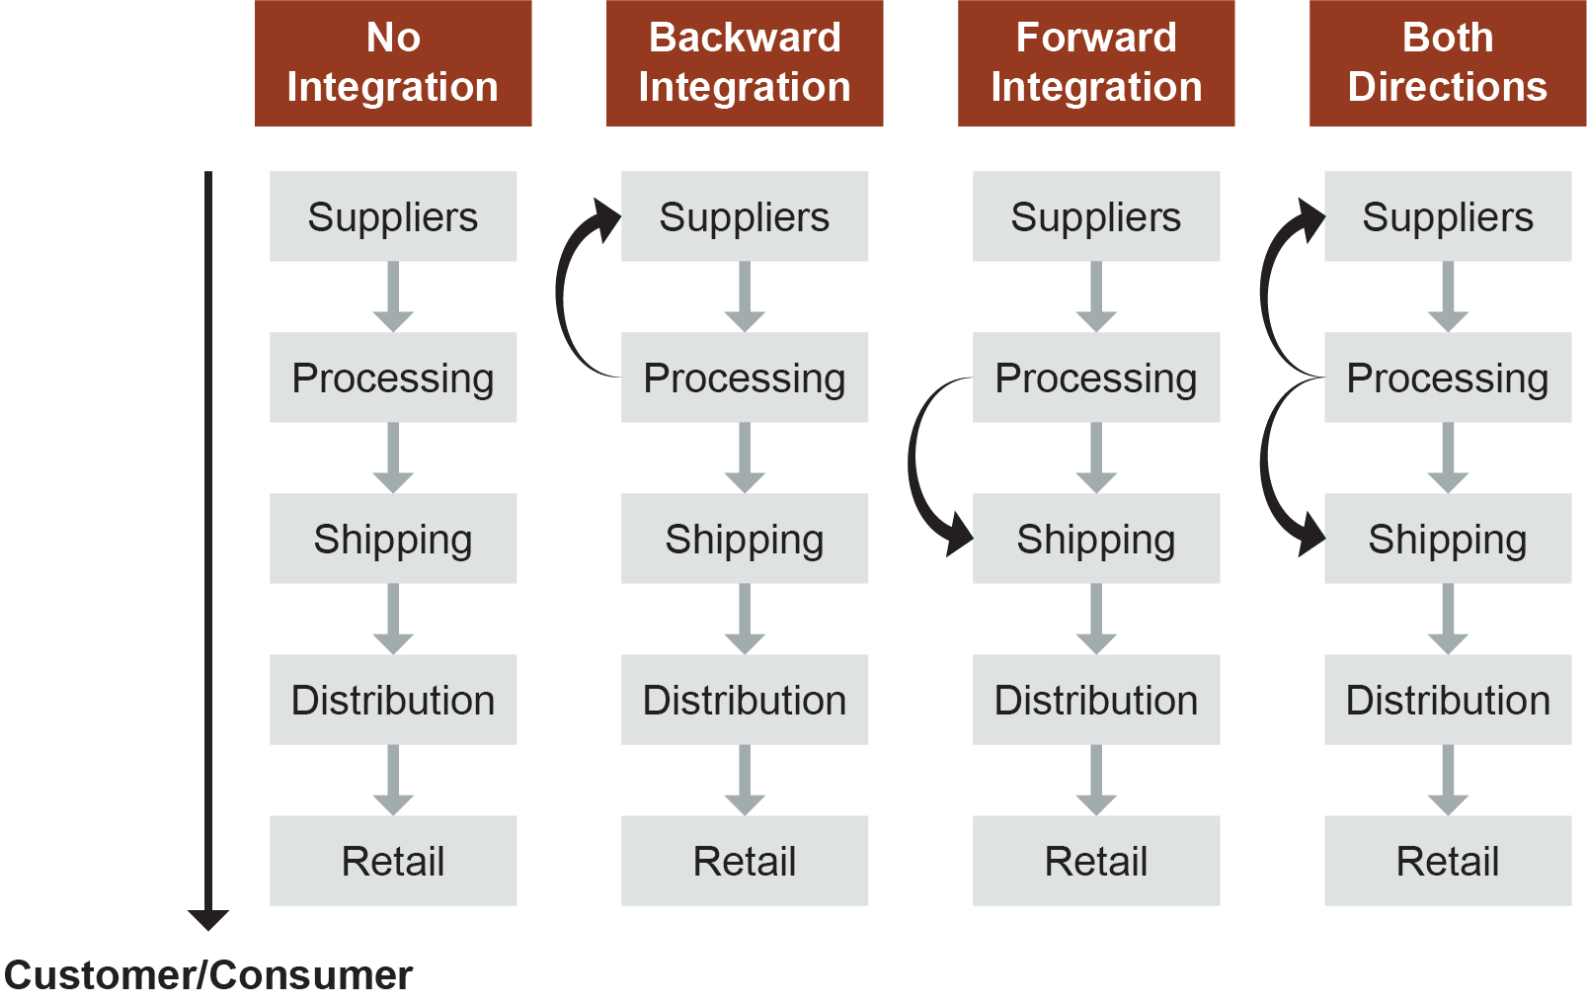 No
Integration
Backward
Integration
Forward
Integration
Both
Directions
Suppliers
Suppliers
Suppliers
Suppliers
Processing
Processing
Processing
Processing
Shipping
Shipping
Shipping
Shipping
Distribution
Distribution
Distribution
Distribution
Retail
Retail
Retail
Retail
Customer/Consumer